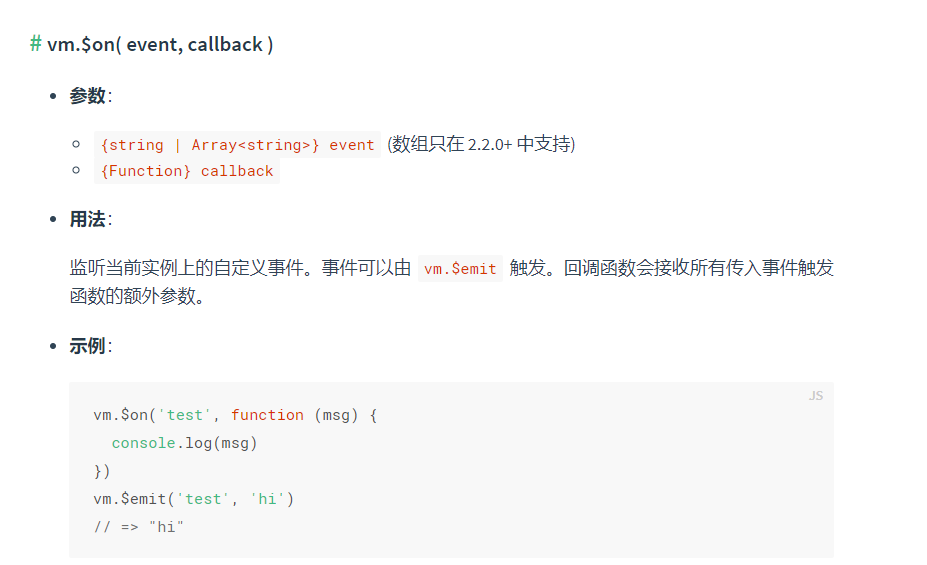 # vm.$on( event, callback )
参数：
{string | Array<string>} event (数组只在 2.2.0+ 中支持)
{Function} callback
用法：
监听当前实例上的自定义事件。事件可以由 vm.$emit 触发。回调函数会接收所有传入事件触发
函数的额外参数。
示例：
JS
vm.$on('test', function (msg) {
  console.log(msg)
})
vm.$emit('test', 'hi')
// => "hi"